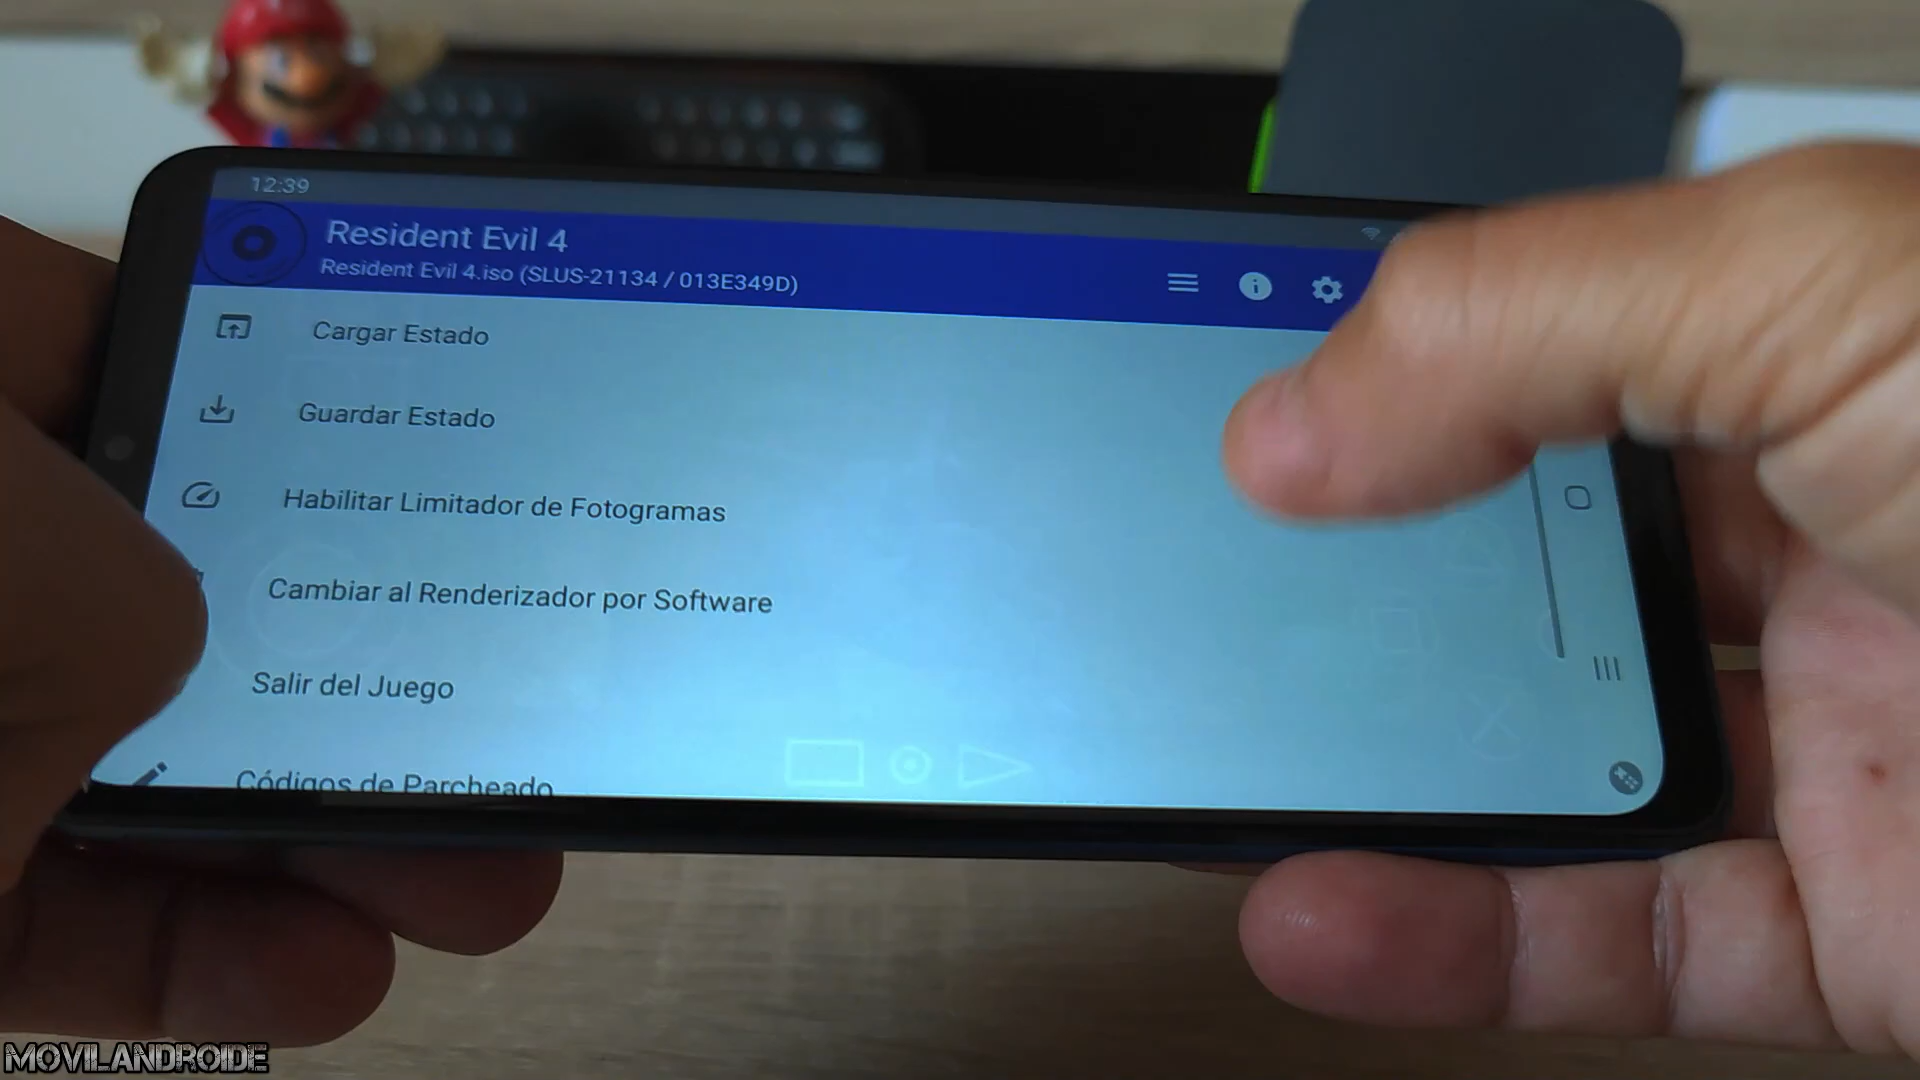 12:39
Resident Evil 4
Resident Evil 4.iso (SLUS-21134 / 013E349D)
Cargar Estado
Guardar Estado
Habilitar Limitador de Fotogramas
Cambiar al Renderizador por Software
Salir del Juego
Códigos de Parcheado
MOVILANDROIDE